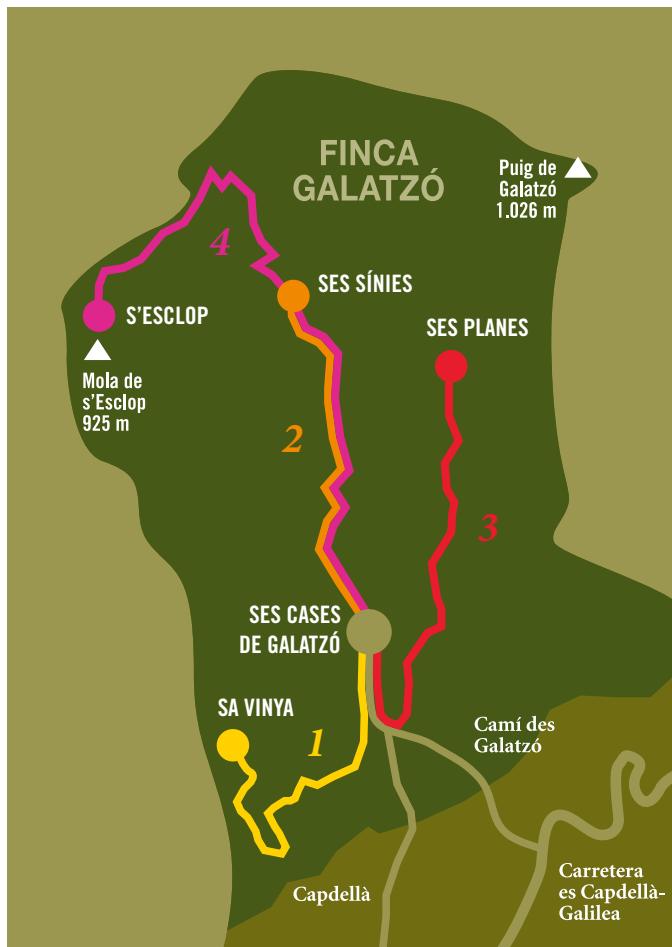 FINCA
GALATZÓ
Puig de
Galatzó
1.026 m
4
SES SÍNIES
S'ESCLOP
SES PLANES
Mola de
s'Esclop
925 m
2
3
SES CASES
DE GALATZÓ
SA VINYA
1
Camí des
Galatzó
Capdellà
Carretera
es Capdellà-
Galilea